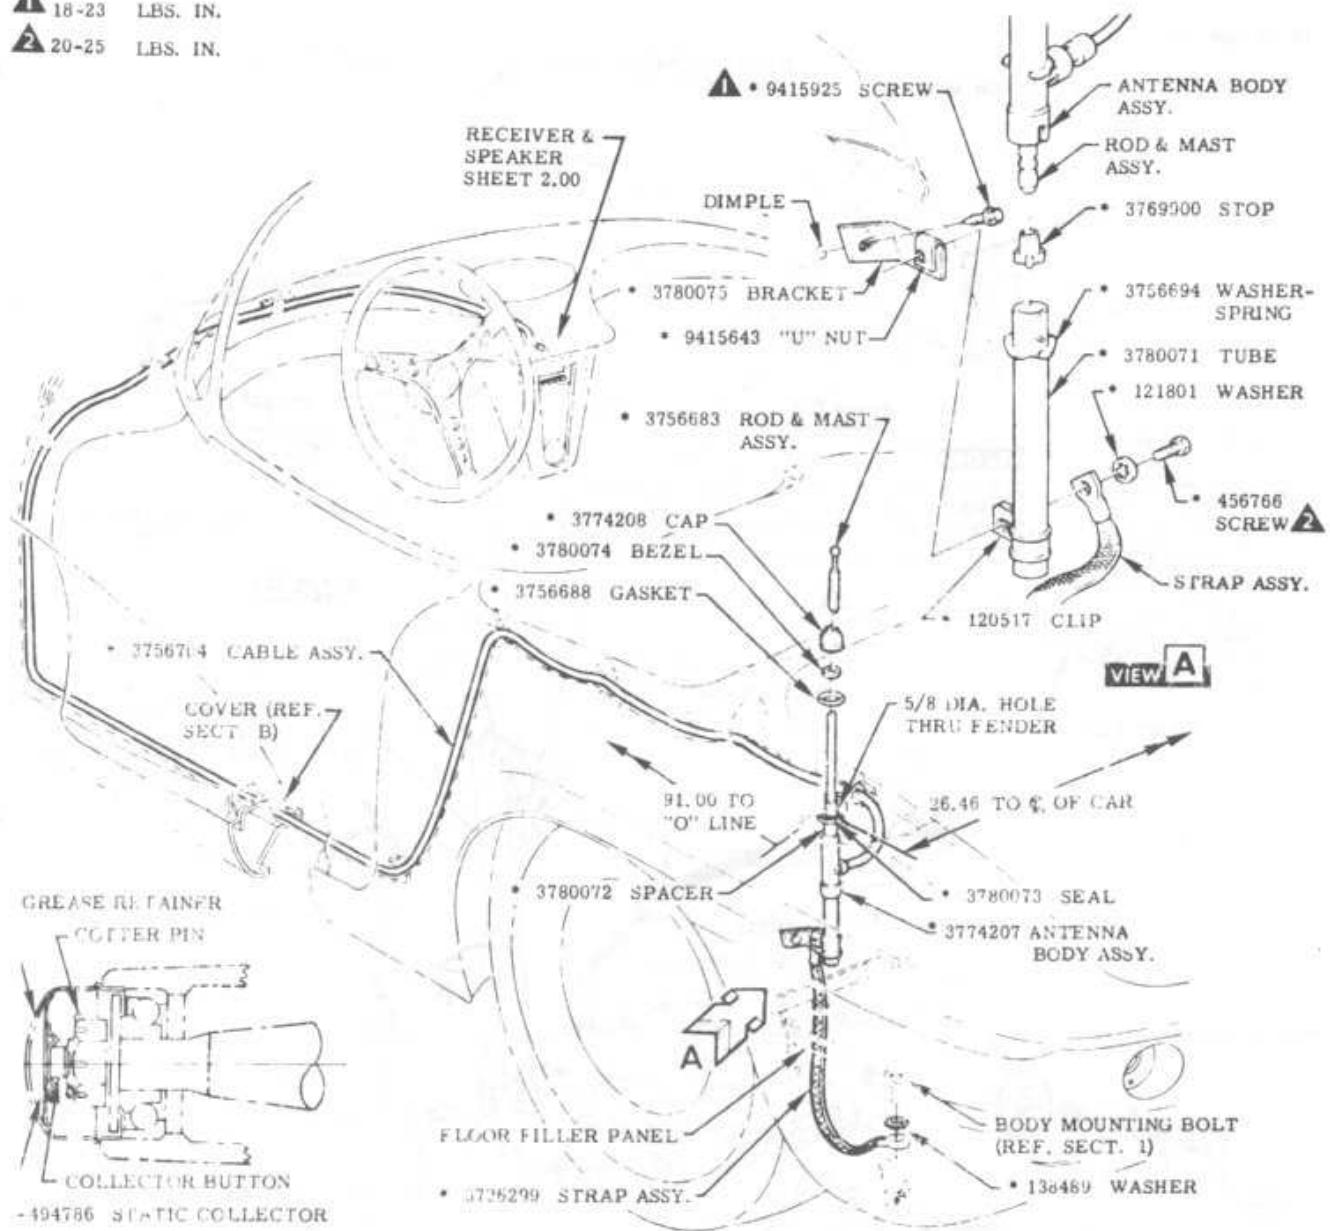 1 18-23 LBS. IN.
2 20-25 LBS. IN.
1 • 9415925 SCREW
ANTENNA BODY
ASSY.
RECEIVER &
SPEAKER
SHEET 2.00
ROD & MAST
ASSY.
DIMPLE
• 3769900 STOP
• 3780075 BRACKET
• 3756694 WASHER-
SPRING
• 9415643 "U" NUT
• 3780071 TUBE
• 121801 WASHER
• 3756683 ROD & MAST
ASSY.
• 456766
SCREW 2
• 3774208 CAP
• 3780074 BEZEL
• 3756688 GASKET
STRAP ASSY.
• 120517 CLIP
• CABLE ASSY.
VIEW A
COVER (REF.
SECT. B)
5/8 DIA. HOLE
THRU FENDER
91.00 TO
"O" LINE
26.46 TO ℄ OF CAR
• 3780072 SPACER
• 3780073 SEAL
• 3774207 ANTENNA
BODY ASSY.
GREASE RETAINER
COTTER PIN
A
FLOOR FILLER PANEL
BODY MOUNTING BOLT
(REF. SECT. 1)
COLLECTOR BUTTON
• STRAP ASSY.
• 138489 WASHER
494786 STATIC COLLECTOR